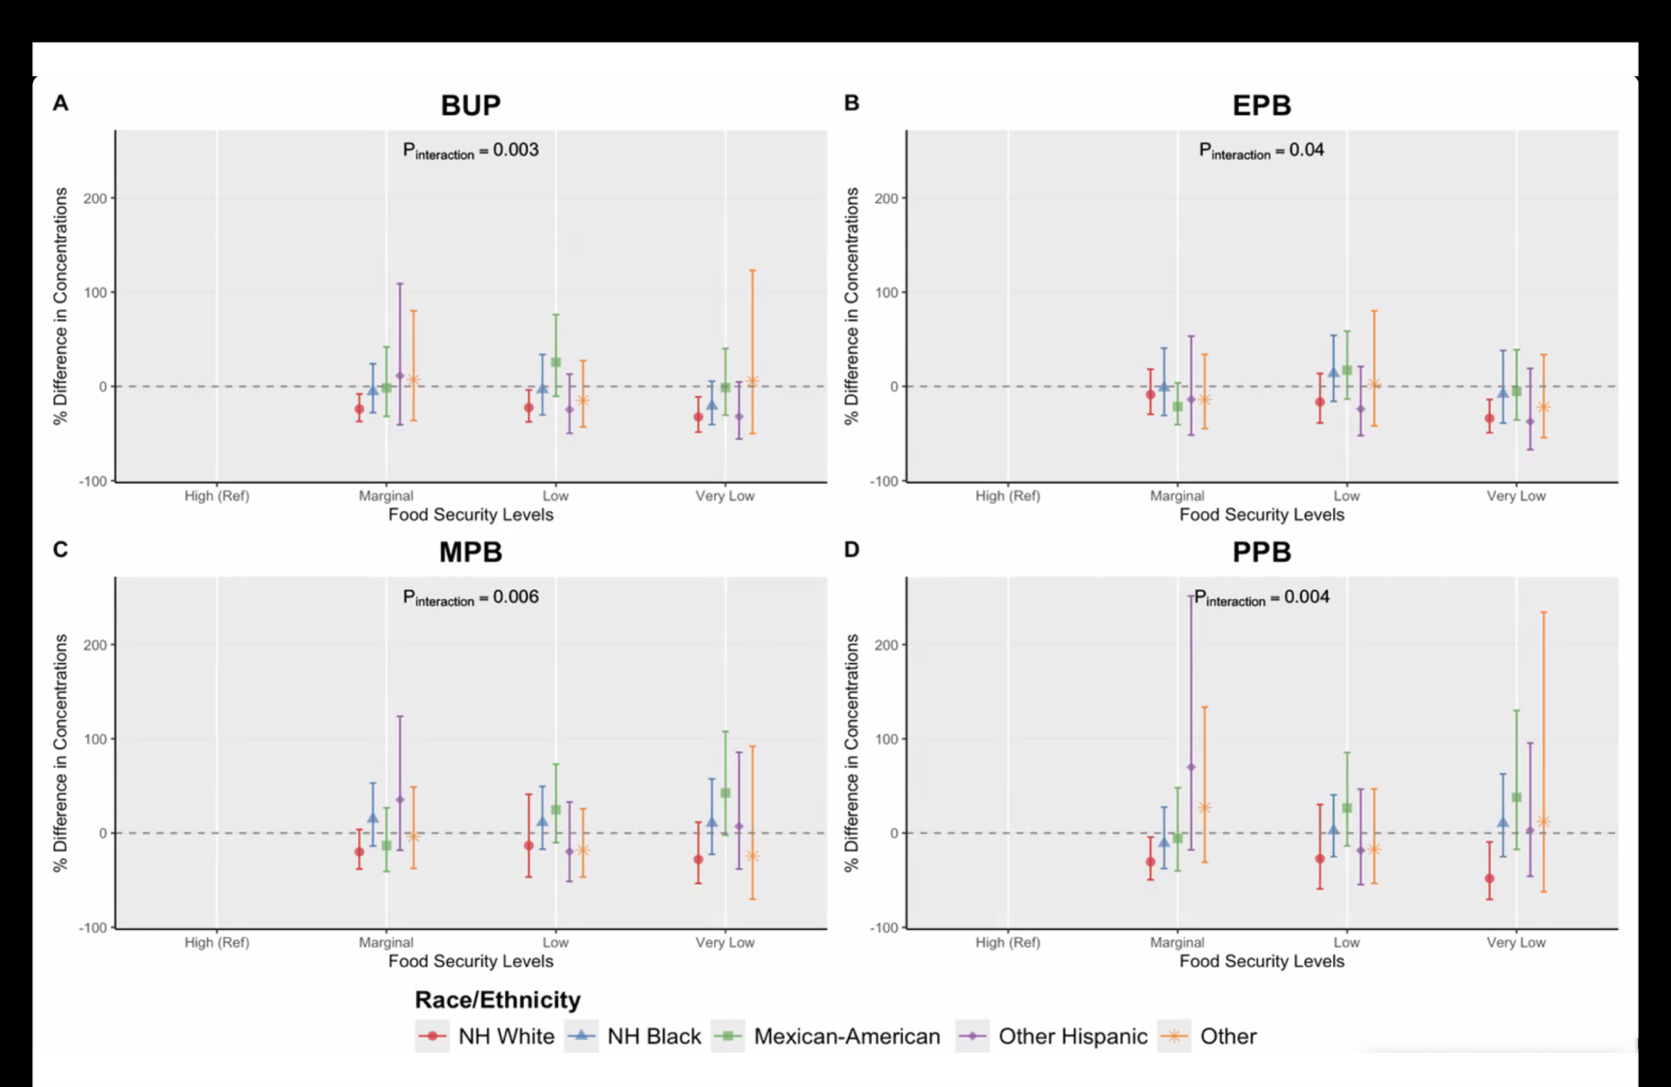 A
BUP
P interaction = 0.003
% Difference in Concentrations
200
100
0
-100
High (Ref) Marginal Low Very Low
Food Security Levels
B
EPB
P interaction = 0.04
% Difference in Concentrations
200
100
0
-100
High (Ref) Marginal Low Very Low
Food Security Levels
C
MPB
P interaction = 0.006
% Difference in Concentrations
200
100
0
-100
High (Ref) Marginal Low Very Low
Food Security Levels
D
PPB
P interaction = 0.004
% Difference in Concentrations
200
100
0
-100
High (Ref) Marginal Low Very Low
Food Security Levels
Race/Ethnicity
NH White NH Black Mexican-American Other Hispanic Other